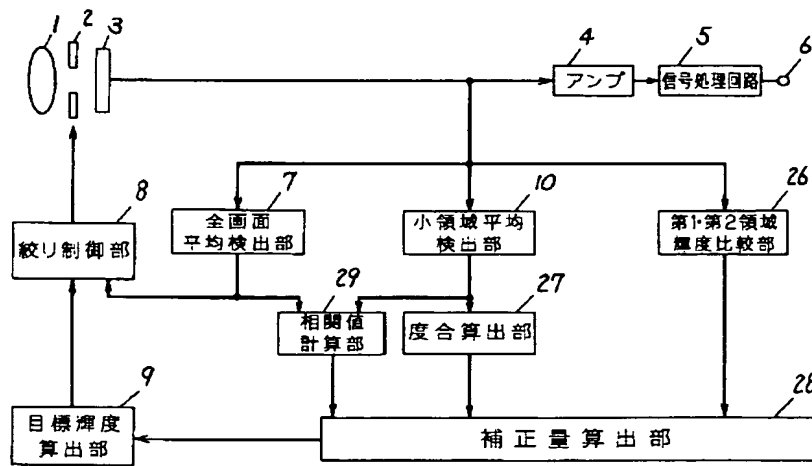 1
2
3
4
アンプ
5
信号処理回路
6
7
全画面
平均検出部
10
小領域平均
検出部
26
第1・第2領域
輝度比較部
8
絞り制御部
29
相関値
計算部
27
度合算出部
9
目標輝度
算出部
28
補正量算出部